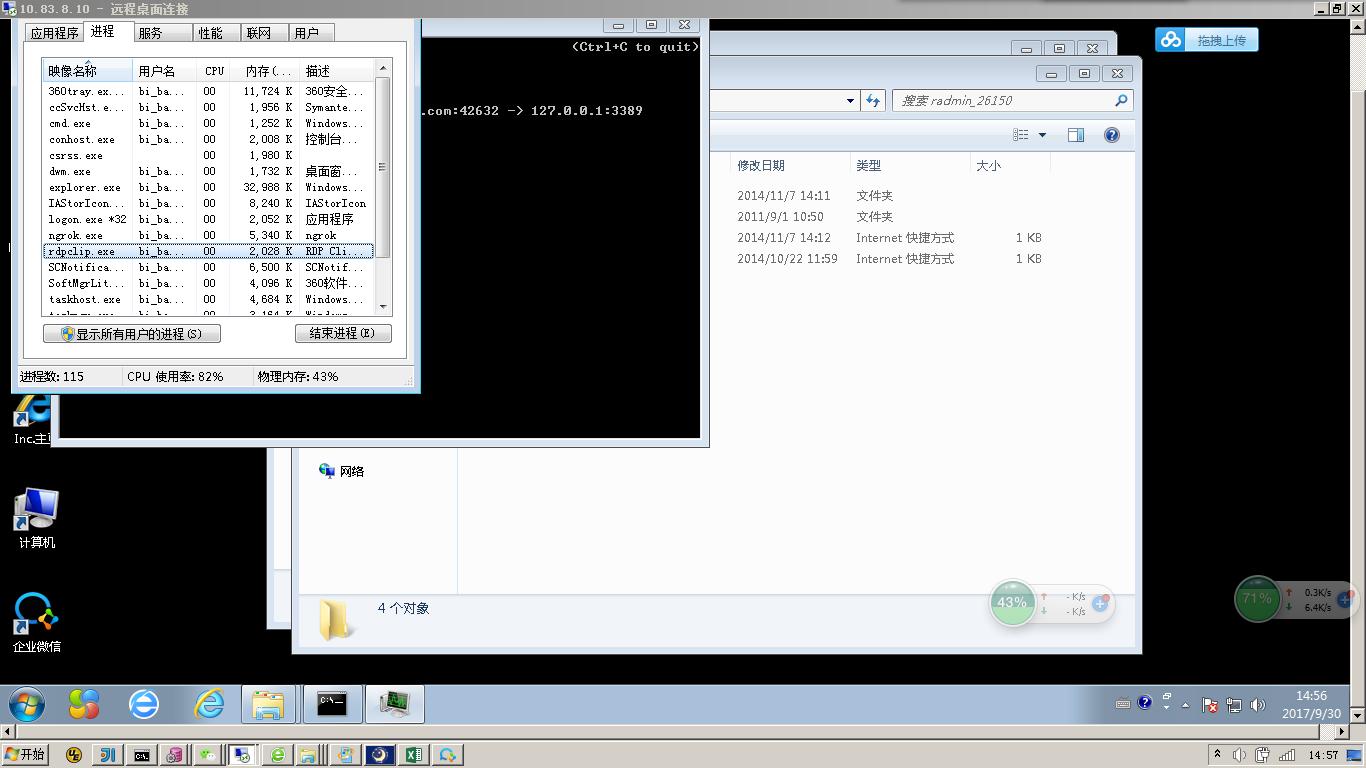 10.83.8.10 - 远程桌面连接
应用程序 进程 服务 性能 联网 用户
映像名称 用户名 CPU 内存(... 描述
360tray.ex... bi_ba... 00 11,724 K 360安全...
ccSvcHst.e... bi_ba... 00 1,956 K Symante...
cmd.exe bi_ba... 00 1,252 K Windows...
conhost.exe bi_ba... 00 2,008 K 控制台...
csrss.exe 00 1,980 K
dwm.exe bi_ba... 00 1,732 K 桌面窗...
explorer.exe bi_ba... 00 32,988 K Windows...
IAStorIcon... bi_ba... 00 8,240 K IAStorIcon
logon.exe *32 bi_ba... 00 2,052 K 应用程序
ngrok.exe bi_ba... 00 5,340 K ngrok
rdpclip.exe bi_ba... 00 2,028 K RDP Cli...
SCNotifica... bi_ba... 00 6,500 K SCNotif...
SoftMgrLit... bi_ba... 00 4,096 K 360软件...
taskhost.exe bi_ba... 00 4,684 K Windows...
显示所有用户的进程(S) 结束进程(E)
进程数: 115 CPU 使用率: 82% 物理内存: 43%
(Ctrl+C to quit)
.com:42632 -> 127.0.0.1:3389
拖拽上传
搜索 radmin_26150
修改日期 类型 大小
2014/11/7 14:11 文件夹
2011/9/1 10:50 文件夹
2014/11/7 14:12 Internet 快捷方式 1 KB
2014/10/22 11:59 Internet 快捷方式 1 KB
网络
4 个对象
Inc.主
计算机
企业微信
43% - K/s
- K/s
71% 0.3K/s
6.4K/s
14:56
2017/9/30
开始 14:57